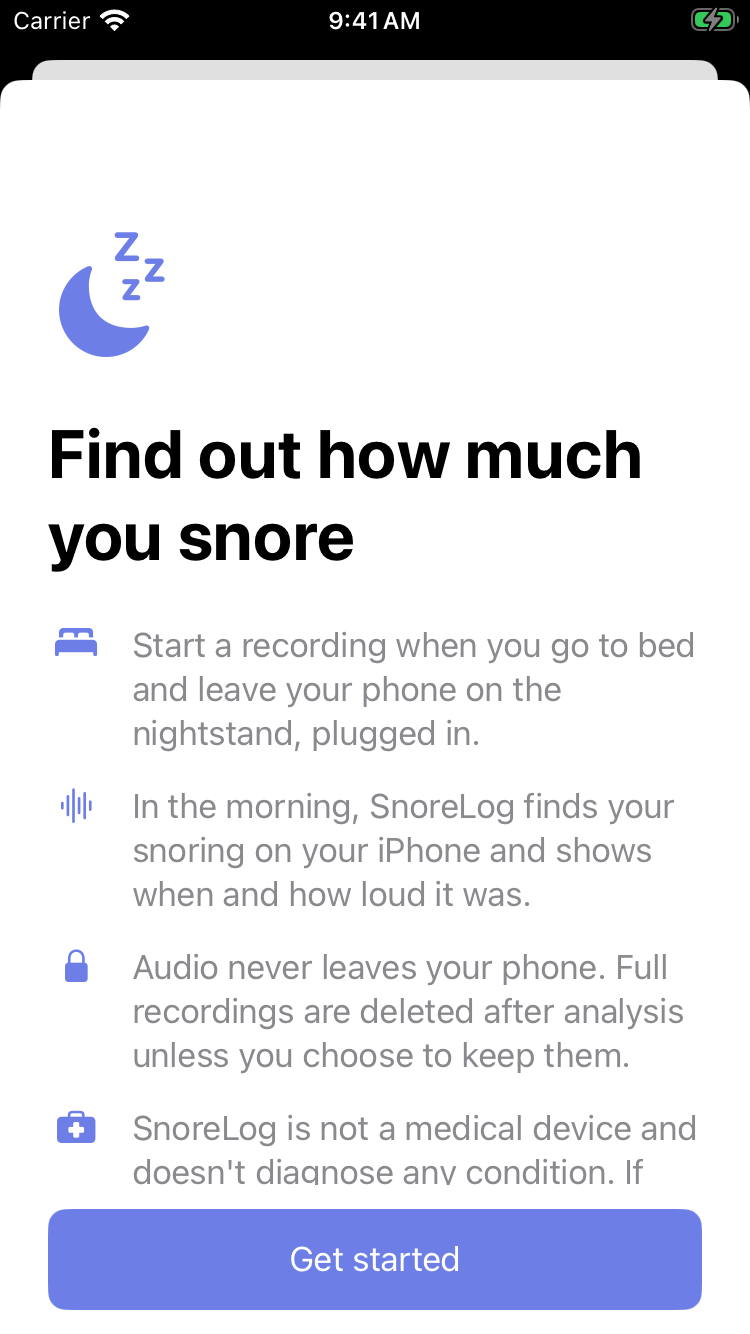 Carrier
9:41 AM
z
z
z
Find out how much
you snore
Start a recording when you go to bed
and leave your phone on the
nightstand, plugged in.
In the morning, SnoreLog finds your
snoring on your iPhone and shows
when and how loud it was.
Audio never leaves your phone. Full
recordings are deleted after analysis
unless you choose to keep them.
SnoreLog is not a medical device and
doesn't diagnose any condition. If
Get started